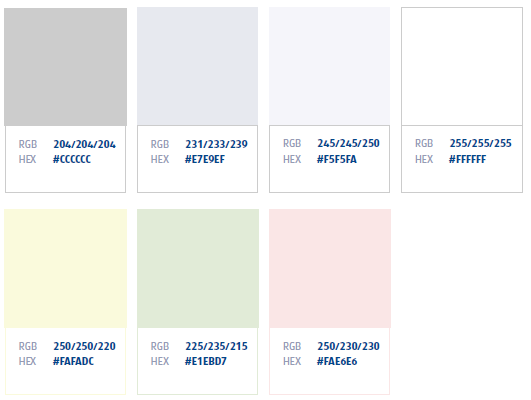 RGB 204/204/204
HEX #CCCCCC
RGB 231/233/239
HEX #E7E9EF
RGB 245/245/250
HEX #F5F5FA
RGB 255/255/255
HEX #FFFFFF
RGB 250/250/220
HEX #FAFADC
RGB 225/235/215
HEX #E1EBD7
RGB 250/230/230
HEX #FAE6E6